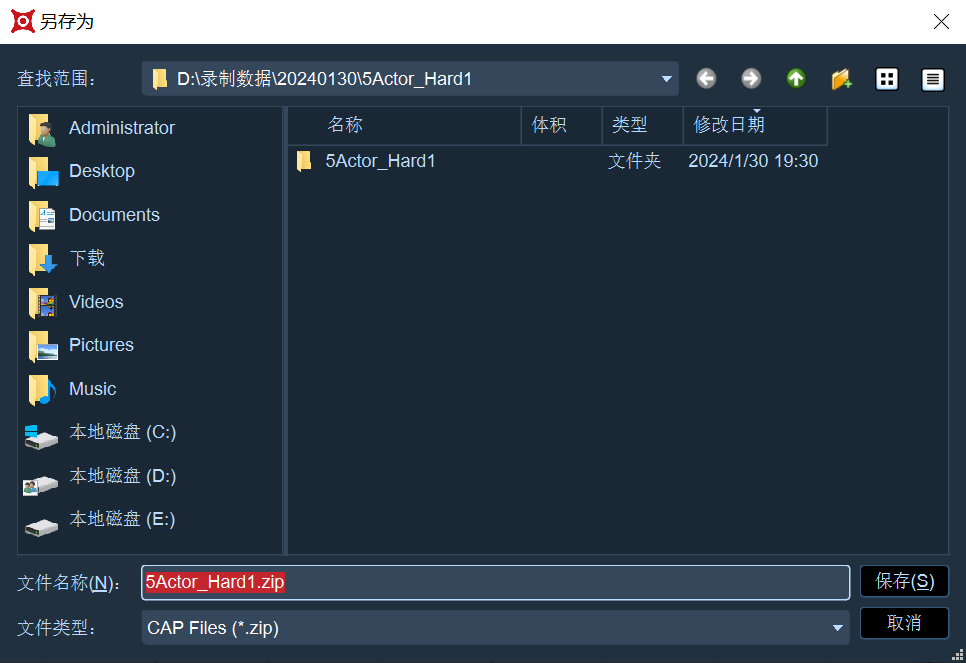 另存为
查找范围：
D:\录制数据\20240130\5Actor_Hard1
Administrator
Desktop
Documents
下载
Videos
Pictures
Music
本地磁盘 (C:)
本地磁盘 (D:)
本地磁盘 (E:)
名称 体积 类型 修改日期
5Actor_Hard1 文件夹 2024/1/30 19:30
文件名称(N)： 5Actor_Hard1.zip 保存(S)
文件类型： CAP Files (*.zip) 取消